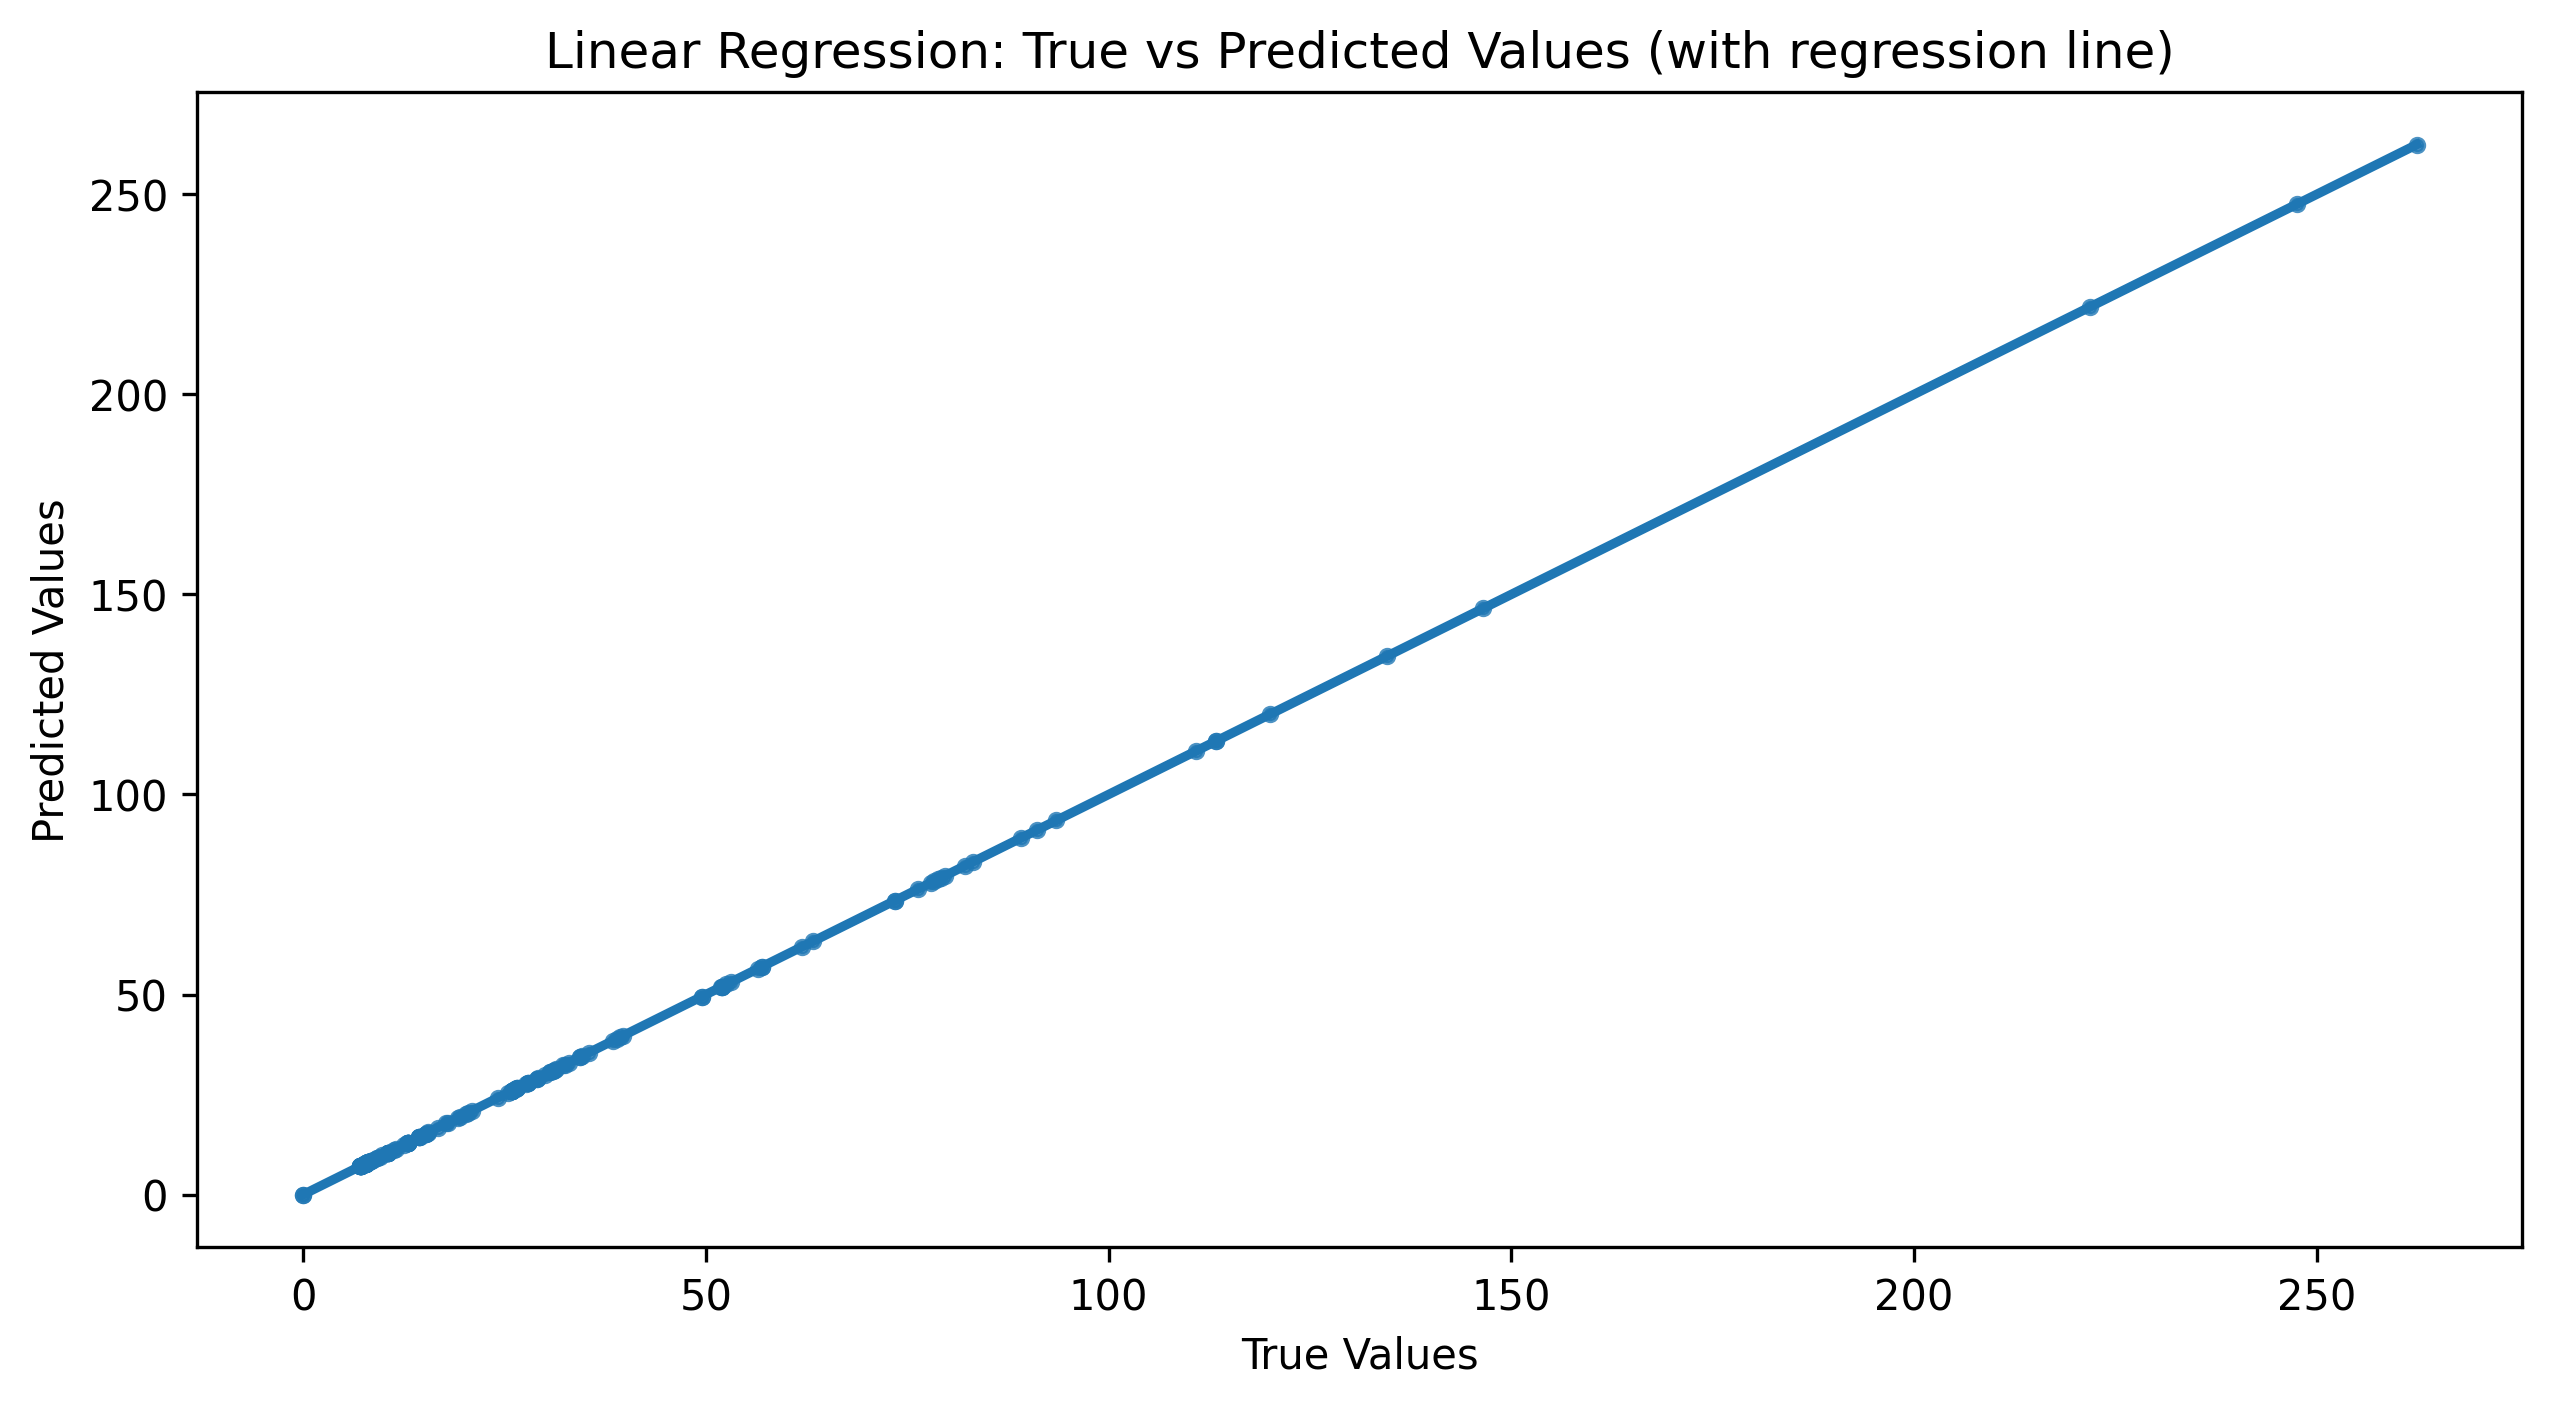 Linear Regression: True vs Predicted Values (with regression line)
Predicted Values
250
200
150
100
50
0
0 50 100 150 200 250
True Values